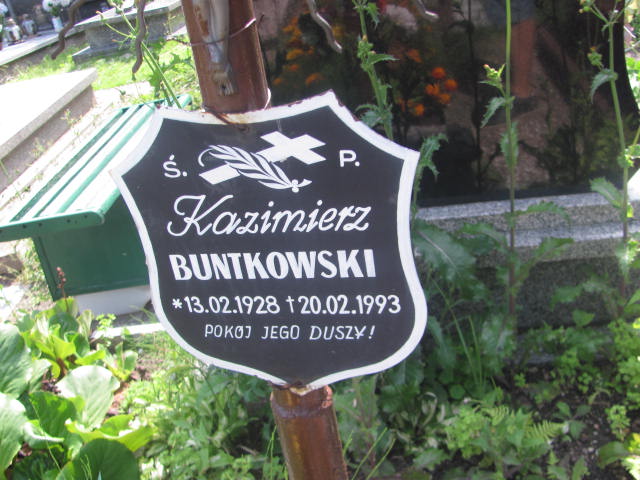 Ś. P.
Kazimierz
BUNTKOWSKI
*13.02.1928 †20.02.1993
POKÓJ JEGO DUSZY!